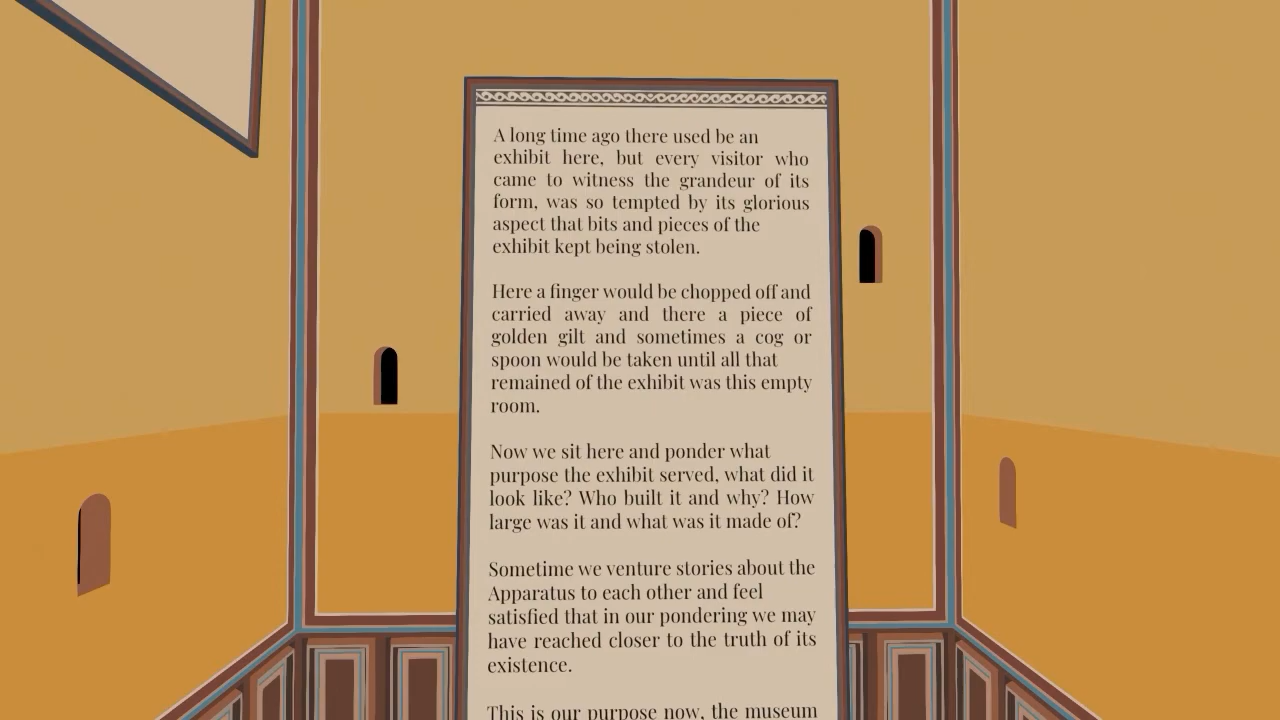 A long time ago there used be an
exhibit here, but every visitor who
came to witness the grandeur of its
form, was so tempted by its glorious
aspect that bits and pieces of the
exhibit kept being stolen.
Here a finger would be chopped off and
carried away and there a piece of
golden gilt and sometimes a cog or
spoon would be taken until all that
remained of the exhibit was this empty
room.
Now we sit here and ponder what
purpose the exhibit served, what did it
look like? Who built it and why? How
large was it and what was it made of?
Sometime we venture stories about the
Apparatus to each other and feel
satisfied that in our pondering we may
have reached closer to the truth of its
existence.
This is our purpose now, the museum